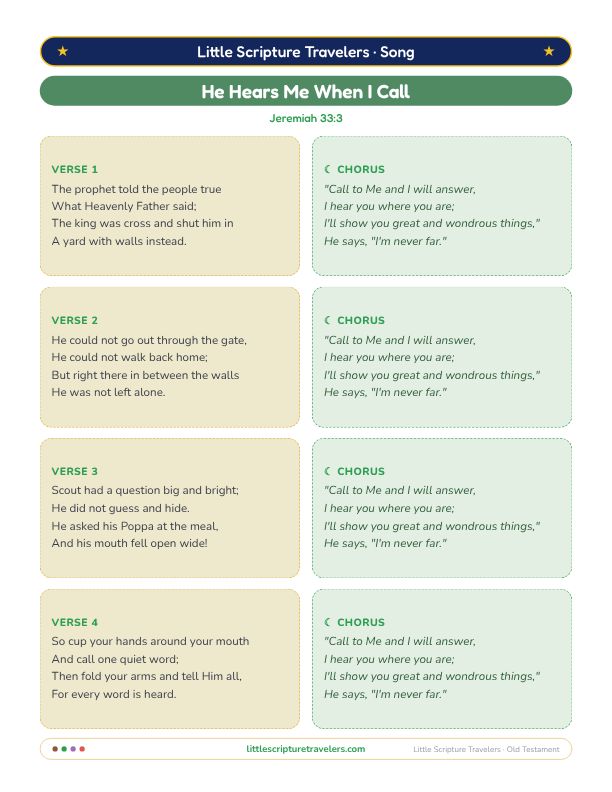 Little Scripture Travelers · Song
He Hears Me When I Call
Jeremiah 33:3
VERSE 1
The prophet told the people true
What Heavenly Father said;
The king was cross and shut him in
A yard with walls instead.
CHORUS
"Call to Me and I will answer,
I hear you where you are;
I'll show you great and wondrous things,"
He says, "I'm never far."
VERSE 2
He could not go out through the gate,
He could not walk back home;
But right there in between the walls
He was not left alone.
CHORUS
"Call to Me and I will answer,
I hear you where you are;
I'll show you great and wondrous things,"
He says, "I'm never far."
VERSE 3
Scout had a question big and bright;
He did not guess and hide.
He asked his Poppa at the meal,
And his mouth fell open wide!
CHORUS
"Call to Me and I will answer,
I hear you where you are;
I'll show you great and wondrous things,"
He says, "I'm never far."
VERSE 4
So cup your hands around your mouth
And call one quiet word;
Then fold your arms and tell Him all,
For every word is heard.
CHORUS
"Call to Me and I will answer,
I hear you where you are;
I'll show you great and wondrous things,"
He says, "I'm never far."
littlescripturetravelers.com
Little Scripture Travelers · Old Testament